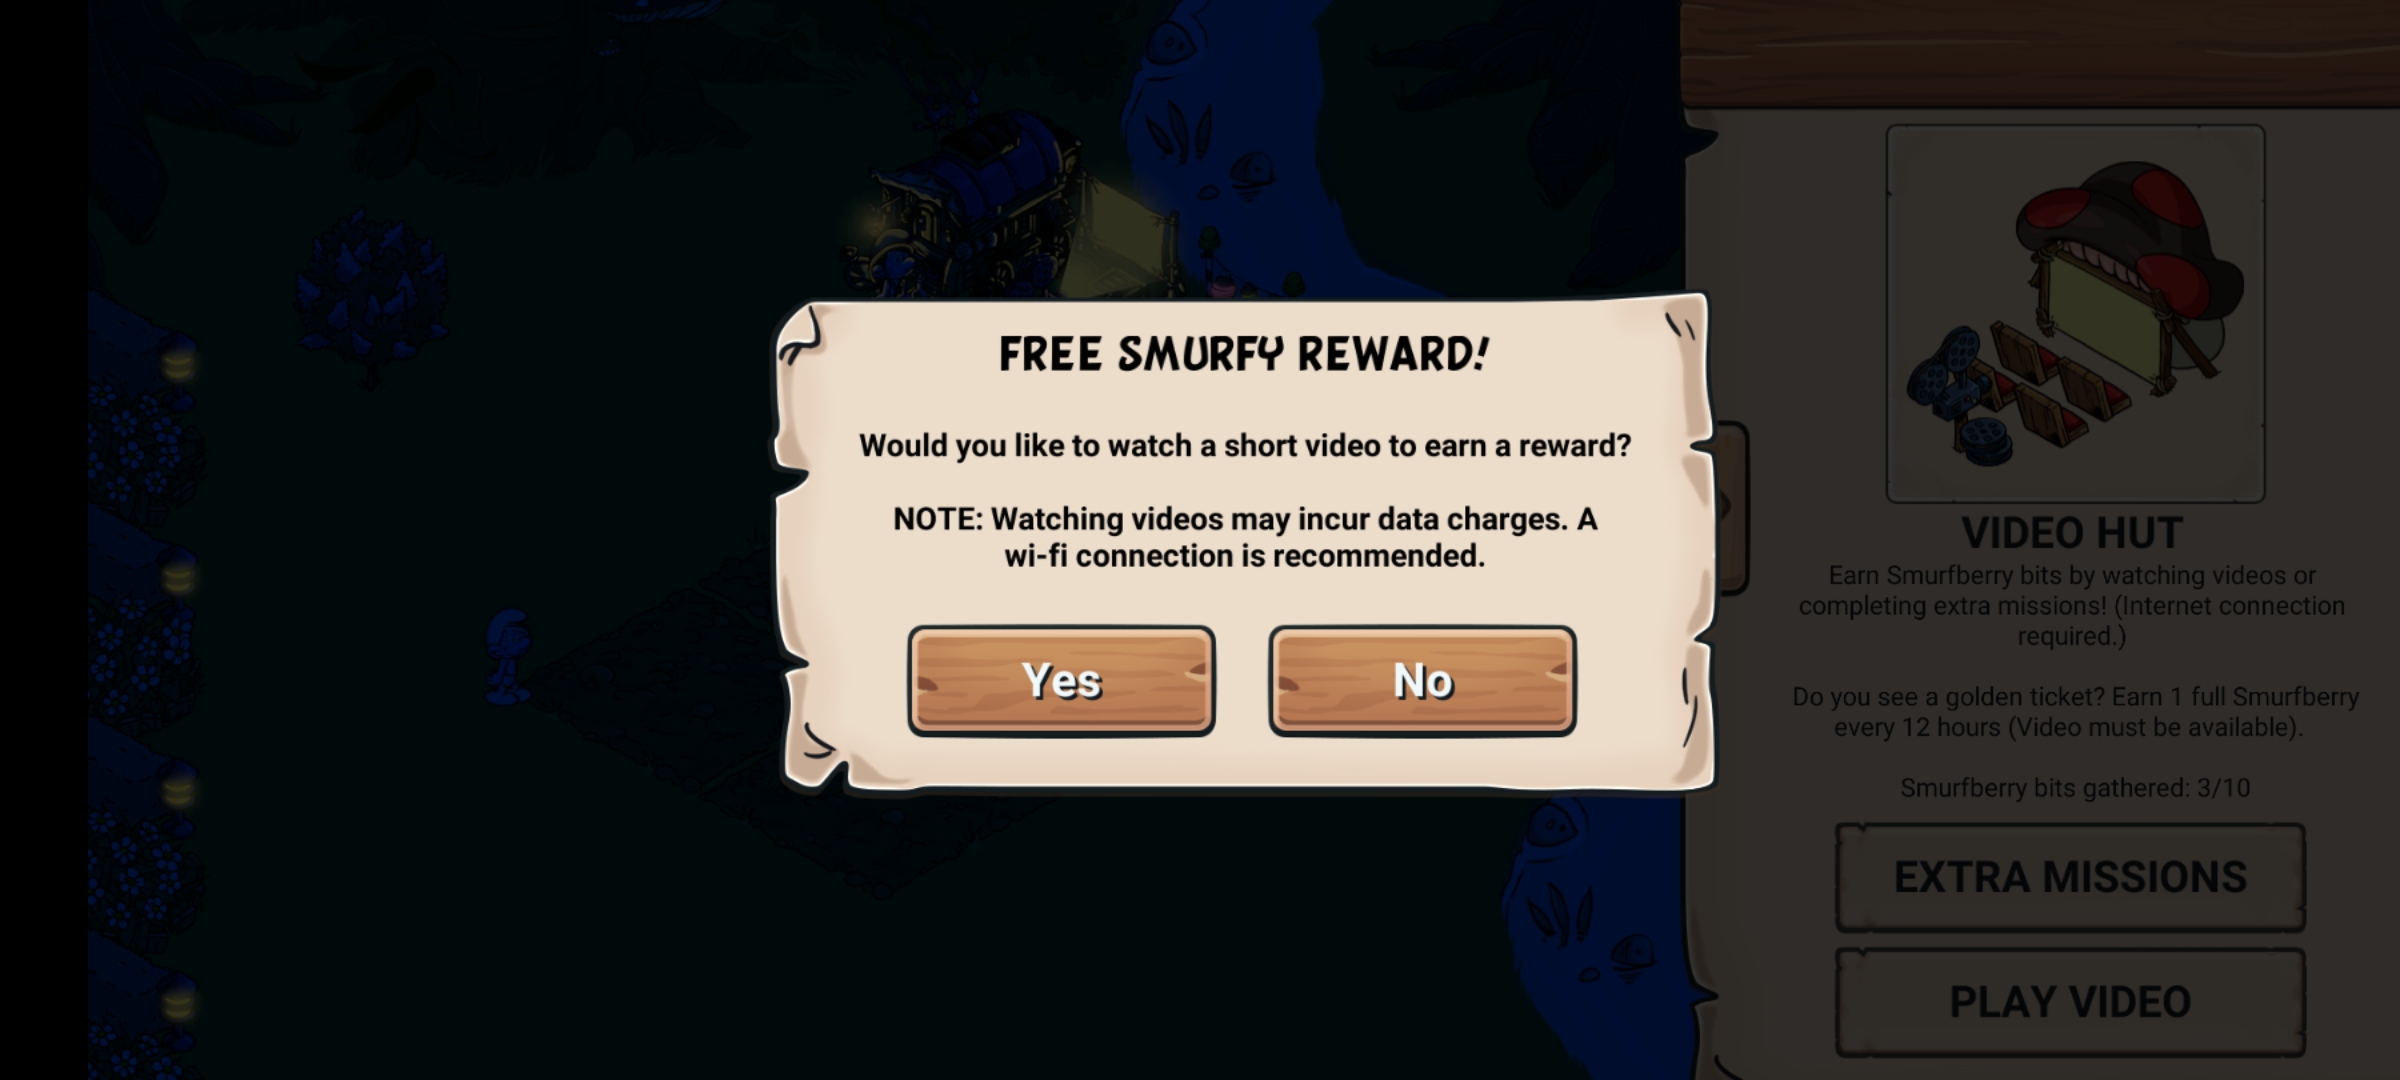 FREE SMURFY REWARD!
Would you like to watch a short video to earn a reward?
NOTE: Watching videos may incur data charges. A
wi-fi connection is recommended.
Yes
No
VIDEO HUT
Earn Smurfberry bits by watching videos or
completing extra missions! (Internet connection
required.)
Do you see a golden ticket? Earn 1 full Smurfberry
every 12 hours (Video must be available).
Smurfberry bits gathered: 3/10
EXTRA MISSIONS
PLAY VIDEO